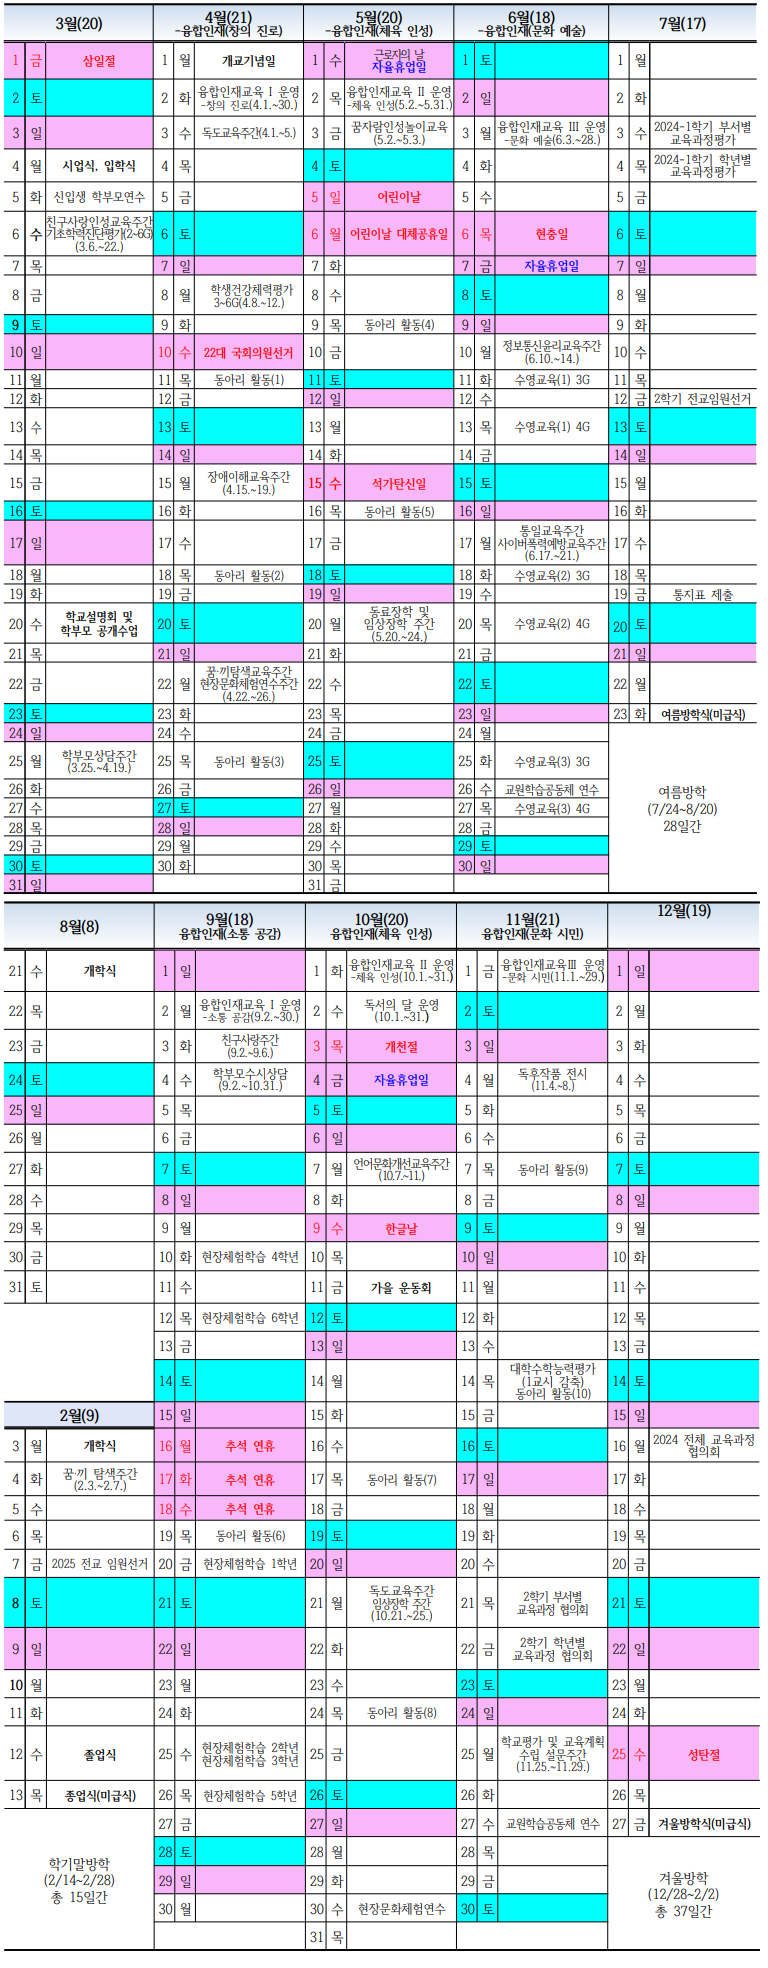 3월(20)
1 금 삼일절
2 토
3 일
4 월 시업식, 입학식
5 화 신입생 학부모연수
6 수 친구사랑인성교육주간
기초학력진단평가(2~6G)
(3.6.~22.)
7 목
8 금
9 토
10 일
11 월
12 화
13 수
14 목
15 금
16 토
17 일
18 월
19 화
20 수 학교설명회 및
학부모 공개수업
21 목
22 금
23 토
24 일
25 월 학부모상담주간
(3.25.~4.19.)
26 화
27 수
28 목
29 금
30 토
31 일
4월(21)
-융합인재(창의 진로)
1 월 개교기념일
2 화 융합인재교육 Ⅰ 운영
-창의 진로(4.1.~30.)
3 수 독도교육주간(4.1~5.)
4 목
5 금
6 토
7 일
8 월 학생건강체력평가
3~6G(4.8.~12.)
9 화
10 수 22대 국회의원선거
11 목 동아리 활동(1)
12 금
13 토
14 일
15 월 장애이해교육주간
(4.15.~19.)
16 화
17 수
18 목 동아리 활동(2)
19 금
20 토
21 일
22 월 꿈·끼탐색교육주간
현장문화체험연수주간
(4.22.~26.)
23 화
24 수
25 목 동아리 활동(3)
26 금
27 토
28 일
29 월
30 화
5월(20)
-융합인재(체육 인성)
1 수 근로자의 날
자율휴업일
2 목 융합인재교육 Ⅱ 운영
-체육 인성(5.2.~5.31.)
3 금 꿈자람인성놀이교육
(5.2.~5.3.)
4 토
5 일 어린이날
6 월 어린이날 대체공휴일
7 화
8 수
9 목 동아리 활동(4)
10 금
11 토
12 일
13 월
14 화
15 수 석가탄신일
16 목 동아리 활동(5)
17 금
18 토
19 일
20 월 동료장학 및
임상장학 주간
(5.20.~24.)
21 화
22 수
23 목
24 금
25 토
26 일
27 월
28 화
29 수
30 목
31 금
6월(18)
-융합인재(문화 예술)
1 토
2 일
3 월 융합인재교육 Ⅲ 운영
-문화 예술(6.3.~28.)
4 화
5 수
6 목 현충일
7 금 자율휴업일
8 토
9 일
10 월 정보통신윤리교육주간
(6.10.~14.)
11 화 수영교육(1) 3G
12 수
13 목 수영교육(1) 4G
14 금
15 토
16 일
17 월 통일교육주간
사이버폭력예방교육주간
(6.17.~21.)
18 화 수영교육(2) 3G
19 수
20 목 수영교육(2) 4G
21 금
22 토
23 일
24 월
25 화 수영교육(3) 3G
26 수 교원학습공동체 연수
27 목 수영교육(3) 4G
28 금
29 토
30 일
7월(17)
1 월
2 화
3 수 2024-1학기 부서별
교육과정평가
4 목 2024-1학기 학년별
교육과정평가
5 금
6 토
7 일
8 월
9 화
10 수
11 목
12 금 2학기 전교임원선거
13 토
14 일
15 월
16 화
17 수
18 목
19 금 통지표 제출
20 토
21 일
22 월
23 화 여름방학식(미급식)
여름방학
(7/24~8/20)
28일간
8월(8)
21 수 개학식
22 목
23 금
24 토
25 일
26 월
27 화
28 수
29 목
30 금
31 토
2월(9)
3 월 개학식
4 화 꿈·끼 탐색주간
(2.3.~2.7.)
5 수
6 목
7 금 2025 전교 임원선거
8 토
9 일
10 월
11 화
12 수 졸업식
13 목 종업식(미급식)
학기말방학
(2/14~2/28)
총 15일간
9월(18)
융합인재(소통 공감)
1 일
2 월 융합인재교육 Ⅰ 운영
-소통 공감(9.2.~30.)
3 화 친구사랑주간
(9.2.~9.6.)
4 수 학부모수시상담
(9.2.~10.31.)
5 목
6 금
7 토
8 일
9 월
10 화 현장체험학습 4학년
11 수
12 목 현장체험학습 6학년
13 금
14 토
15 일
16 월 추석 연휴
17 화 추석 연휴
18 수 추석 연휴
19 목 동아리 활동(6)
20 금 현장체험학습 1학년
21 토
22 일
23 월
24 화
25 수 현장체험학습 2학년
현장체험학습 3학년
26 목 현장체험학습 5학년
27 금
28 토
29 일
30 월
10월(20)
융합인재(체육 인성)
1 화 융합인재교육 Ⅱ 운영
-체육 인성(10.1.~31.)
2 수 독서의 달 운영
(10.1.~31.)
3 목 개천절
4 금 자율휴업일
5 토
6 일
7 월 언어문화개선교육주간
(10.7.~11.)
8 화
9 수 한글날
10 목
11 금 가을 운동회
12 토
13 일
14 월
15 화
16 수
17 목 동아리 활동(7)
18 금
19 토
20 일
21 월 독도교육주간
임상장학 주간
(10.21.~25.)
22 화
23 수
24 목 동아리 활동(8)
25 금
26 토
27 일
28 월
29 화
30 수 현장문화체험연수
31 목
11월(21)
융합인재(문화 시민)
1 금 융합인재교육Ⅲ 운영
-문화 시민(11.1.~29.)
2 토
3 일
4 월 독후작품 전시
(11.4.~8.)
5 화
6 수
7 목 동아리 활동(9)
8 금
9 토
10 일
11 월
12 화
13 수
14 목 대학수학능력평가
(1교시 감축)
동아리 활동(10)
15 금
16 토
17 일
18 월
19 화
20 수
21 목 2학기 부서별
교육과정 협의회
22 금 2학기 학년별
교육과정 협의회
23 토
24 일
25 월 학교평가 및 교육계획
수립 설문주간
(11.25.~11.29.)
26 화
27 수 교원학습공동체 연수
28 목
29 금
30 토
12월(19)
1 일
2 월
3 화
4 수
5 목
6 금
7 토
8 일
9 월
10 화
11 수
12 목
13 금
14 토
15 일
16 월 2024 전체 교육과정
협의회
17 화
18 수
19 목
20 금
21 토
22 일
23 월
24 화
25 수 성탄절
26 목
27 금 겨울방학식(미급식)
겨울방학
(12/28~2/2)
총 37일간